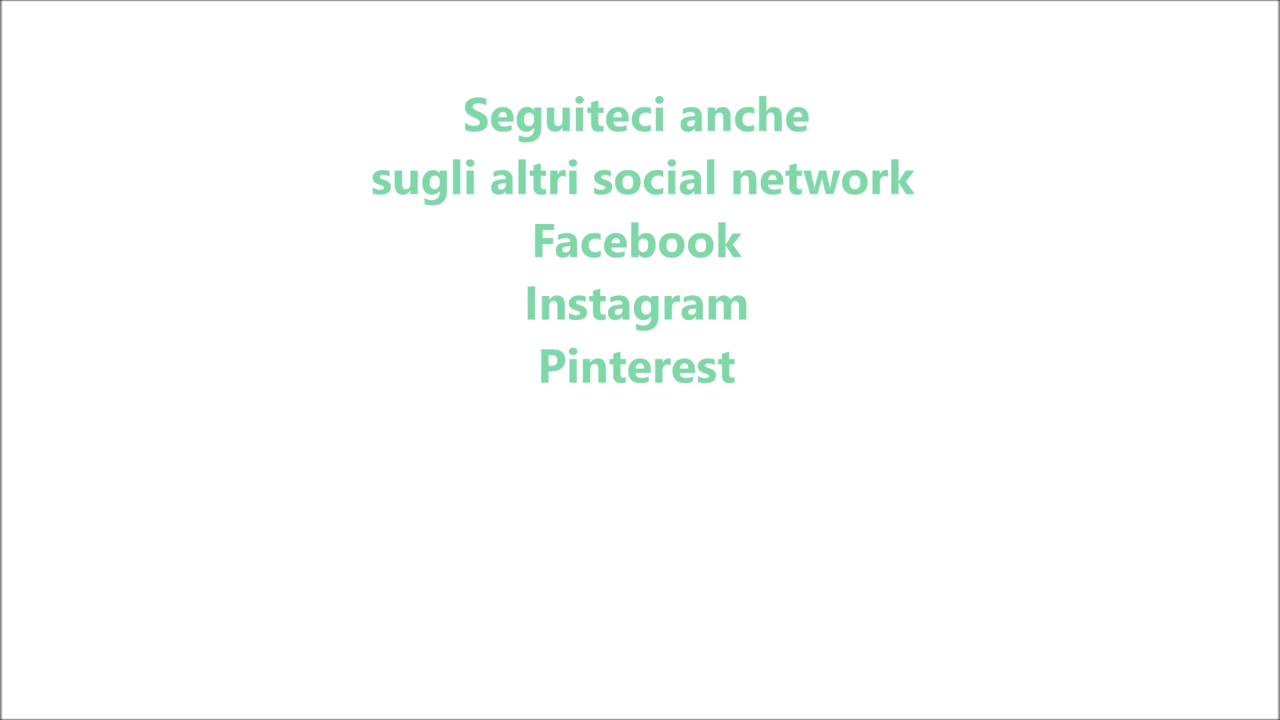 Seguiteci anche
sugli altri social network
Facebook
Instagram
Pinterest